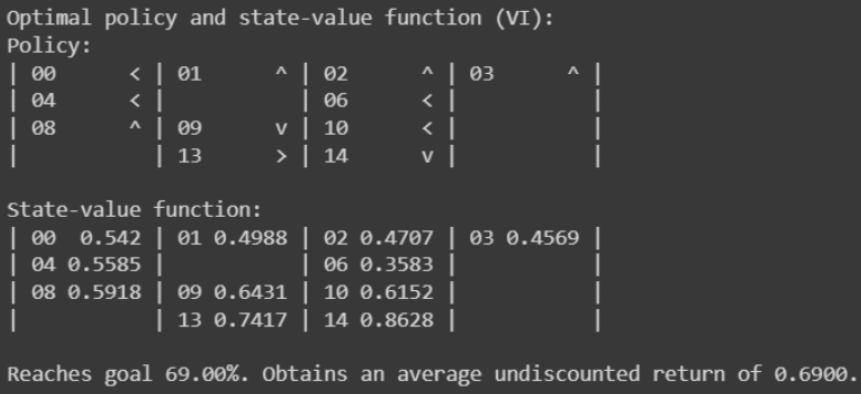 Optimal policy and state-value function (VI):
Policy:
| 00 < | 01 ^ | 02 ^ | 03 ^ |
| 04 < | | 06 < | |
| 08 ^ | 09 v | 10 < | |
| | 13 > | 14 v | |
State-value function:
| 00 0.542 | 01 0.4988 | 02 0.4707 | 03 0.4569 |
| 04 0.5585 | | 06 0.3583 | |
| 08 0.5918 | 09 0.6431 | 10 0.6152 | |
| | 13 0.7417 | 14 0.8628 | |
Reaches goal 69.00%. Obtains an average undiscounted return of 0.6900.